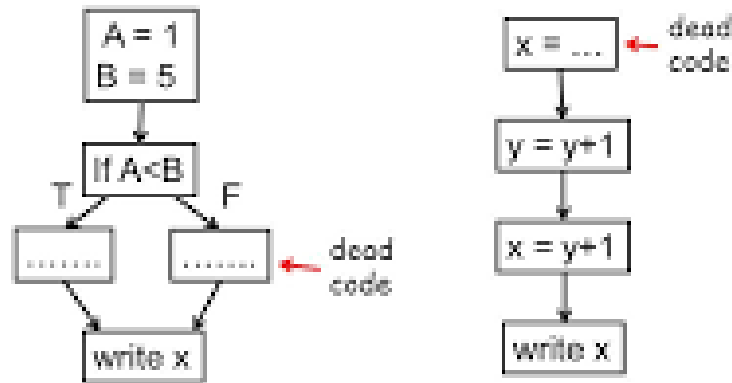 A = 1
B = 5
If A<B
T
F
.......
.......
dead
code
write x
x = ...
dead
code
y = y+1
x = y+1
write x